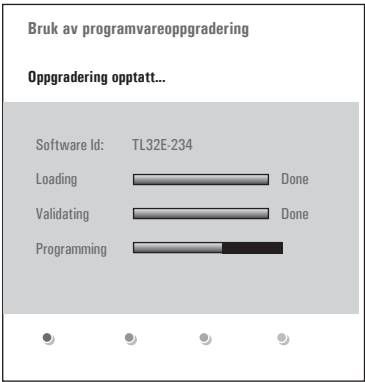 Bruk av programvareoppgradering
Oppgradering opptatt...
Software Id: TL32E-234
Loading Done
Validating Done
Programming